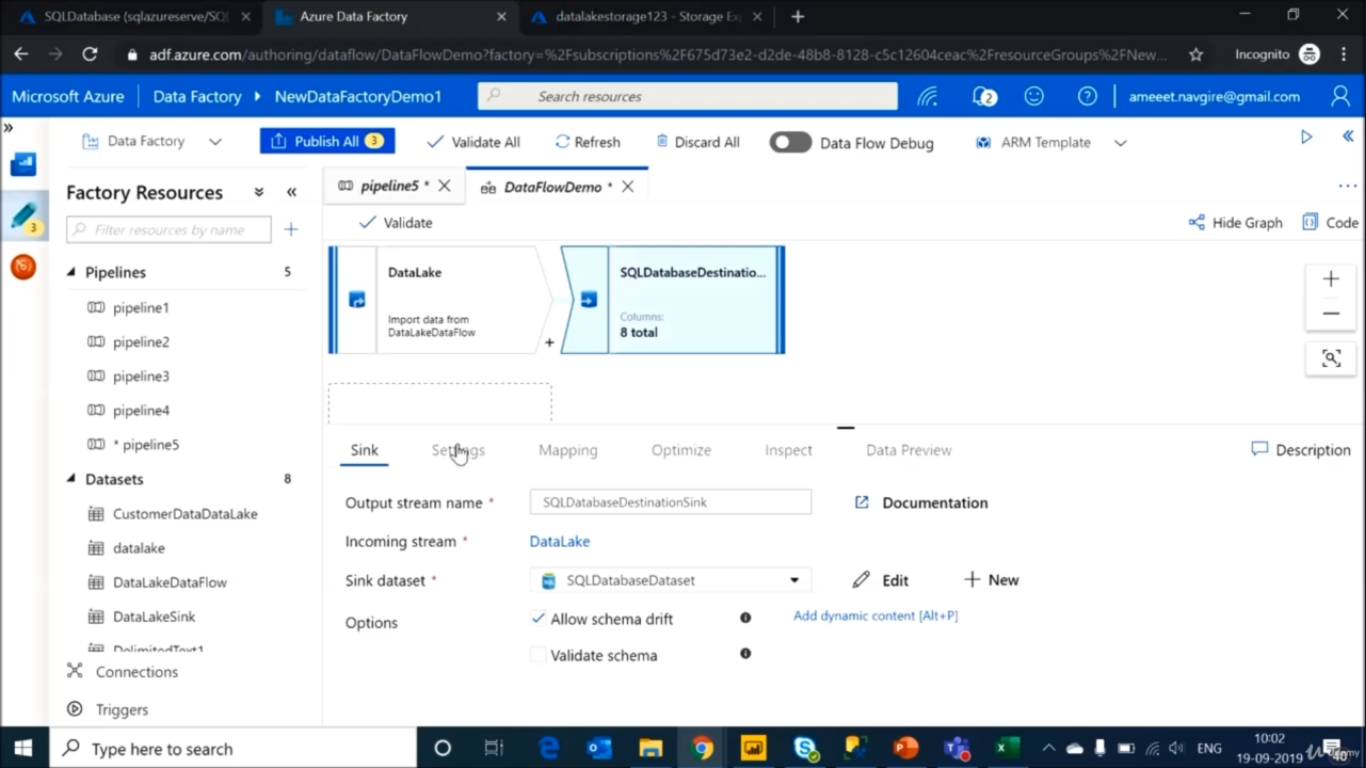 SQLDatabase (sqlazureserve/SQL
Azure Data Factory
datalakestorage123 - Storage Ex
adf.azure.com/authoring/dataflow/DataFlowDemo?factory=%2Fsubscriptions%2F675d73e2-d2de-48b8-8128-c5c12604ceac%2FresourceGroups%2FNew...
Incognito
Microsoft Azure
Data Factory
NewDataFactoryDemo1
Search resources
2
ameeet.navgire@gmail.com
Data Factory
Publish All 3
Validate All
Refresh
Discard All
Data Flow Debug
ARM Template
Factory Resources
pipeline5 *
DataFlowDemo *
3
Filter resources by name
Validate
Hide Graph
Code
Pipelines 5
pipeline1
pipeline2
pipeline3
pipeline4
* pipeline5
Datasets 8
CustomerDataDataLake
datalake
DataLakeDataFlow
DataLakeSink
DelimitedText1
Connections
Triggers
DataLake
Import data from
DataLakeDataFlow
SQLDatabaseDestinatio...
Columns:
8 total
Sink
Settings
Mapping
Optimize
Inspect
Data Preview
Description
Output stream name *
SQLDatabaseDestinationSink
Documentation
Incoming stream *
DataLake
Sink dataset *
SQLDatabaseDataset
Edit
New
Options
Allow schema drift
Add dynamic content [Alt+P]
Validate schema
Type here to search
ENG
10:02
19-09-2019
40